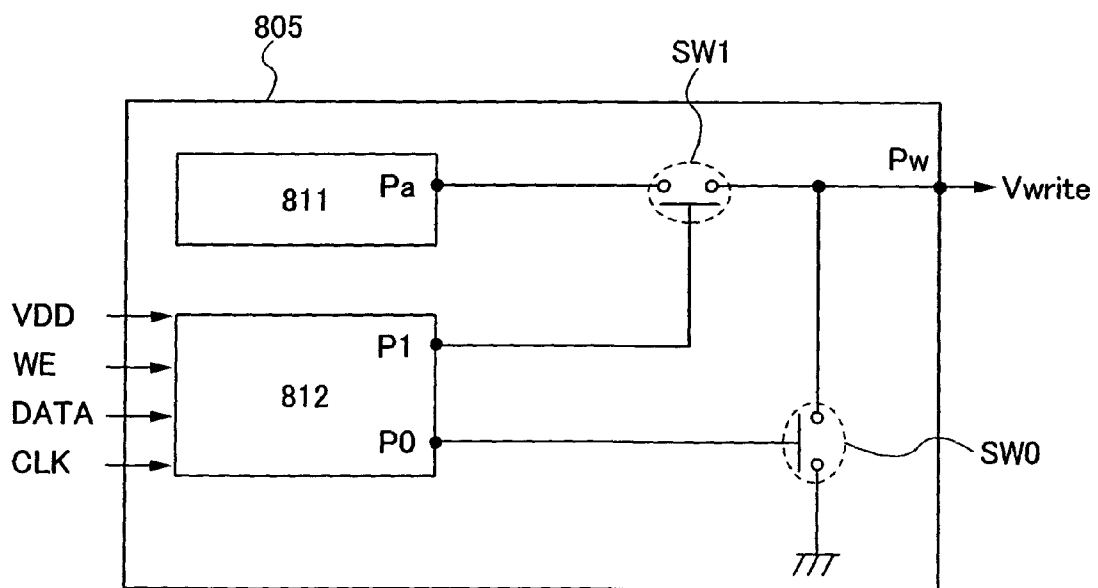 805
SW1
811
Pa
Pw
Vwrite
VDD
WE
DATA
CLK
P1
812
P0
SW0